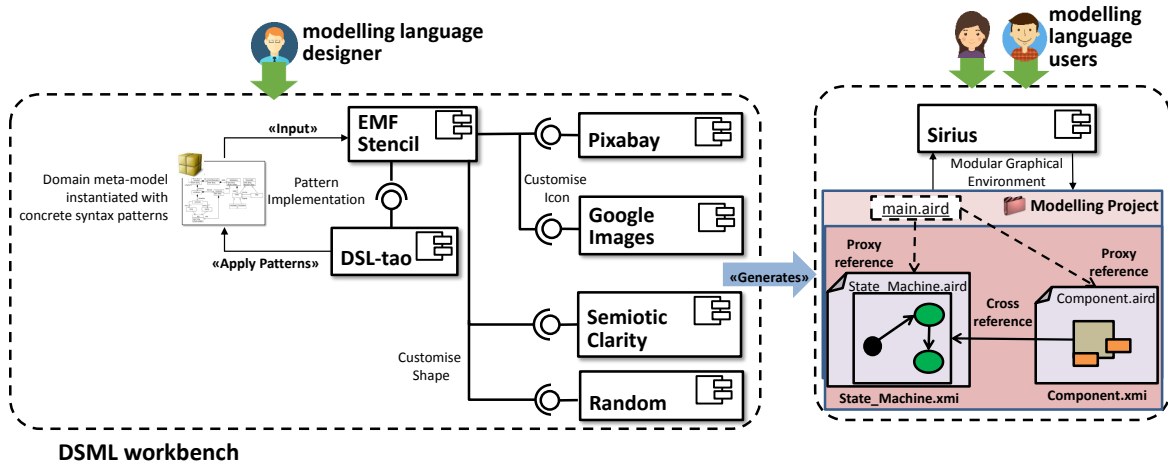 modelling language
designer
«Input»
EMF
Stencil
Pixabay
Domain meta-model
instantiated with
concrete syntax patterns
Pattern
Implementation
Customise
Icon
Google
Images
DSL-tao
«Apply Patterns»
Semiotic
Clarity
Customise
Shape
Random
DSML workbench
«Generates»
modelling
language
users
Sirius
Modular Graphical
Environment
main.aird
Modelling Project
Proxy
reference
Proxy
reference
State_Machine.aird
Cross
reference
Component.aird
State_Machine.xmi
Component.xmi